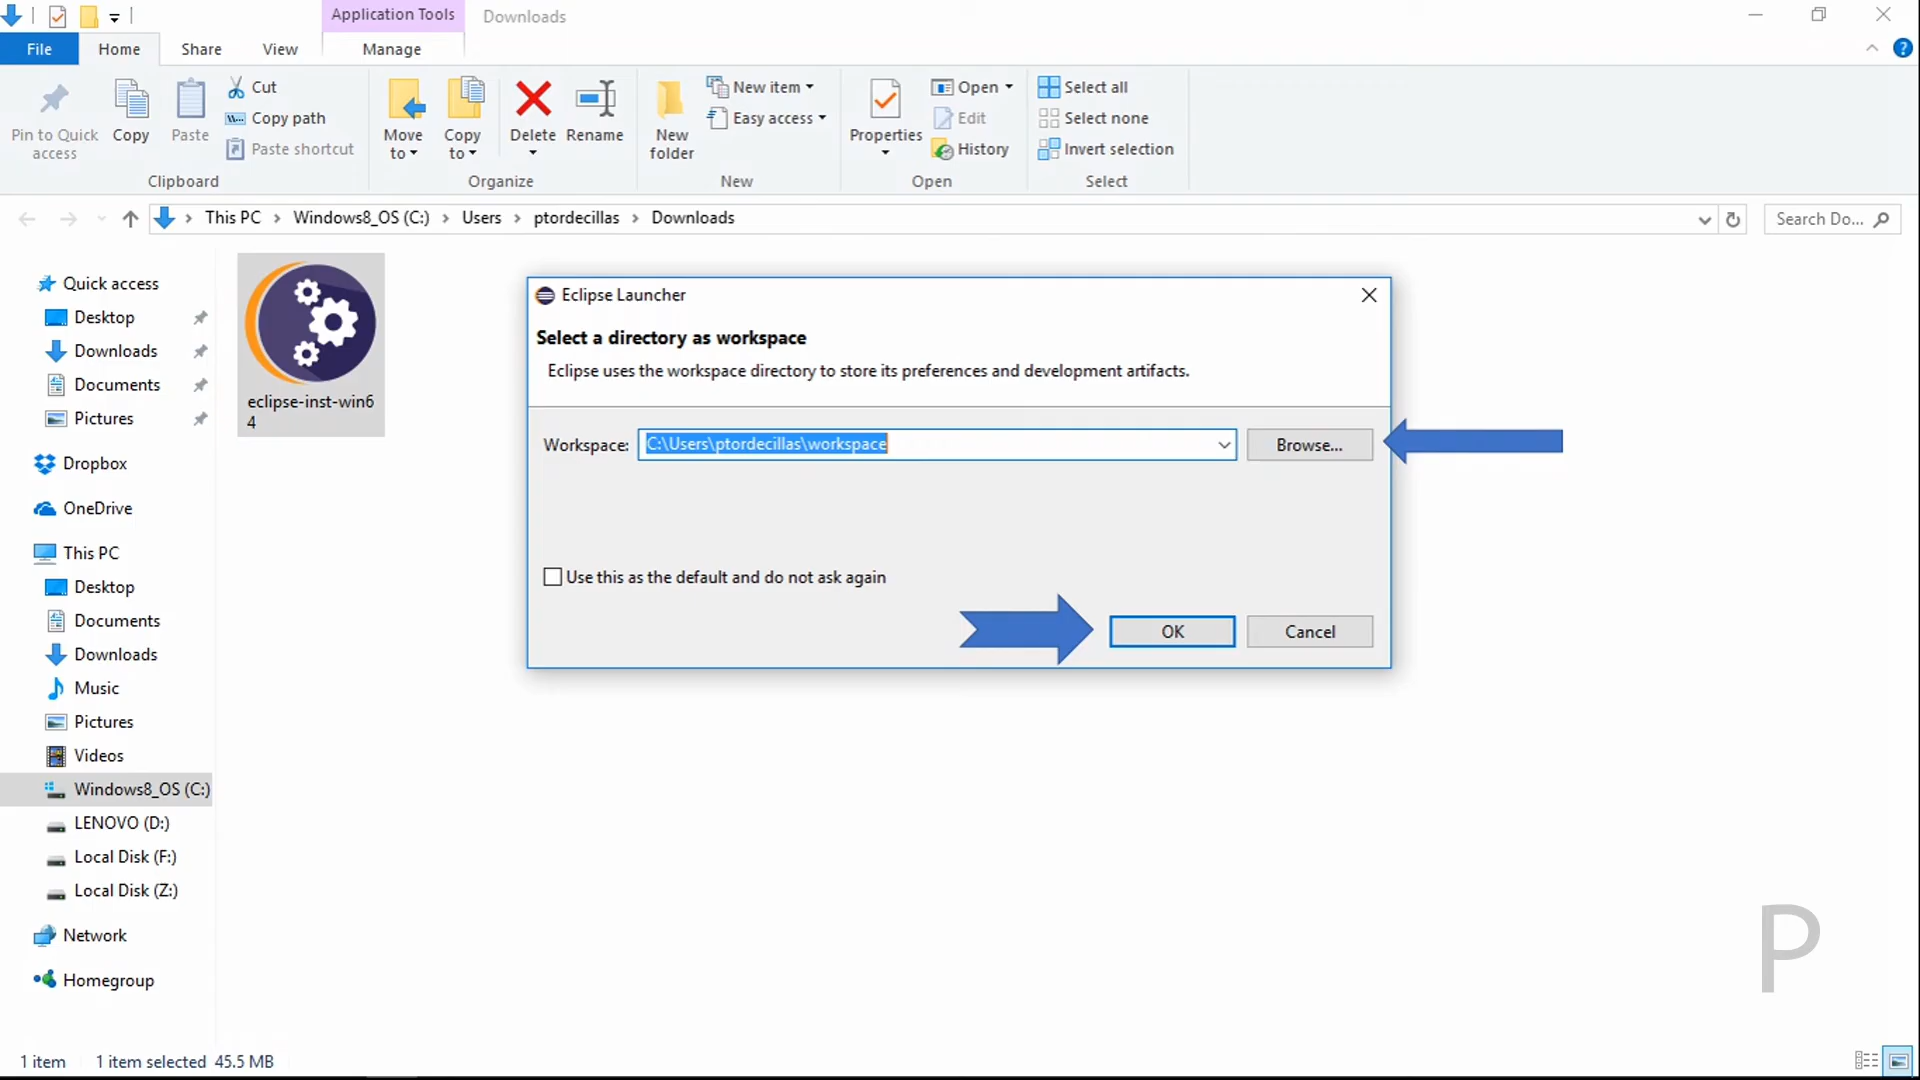 Application Tools
Downloads
File
Home
Share
View
Manage
Pin to Quick access
Copy
Paste
Cut
Copy path
Paste shortcut
Clipboard
Move to
Copy to
Delete
Rename
Organize
New folder
New item
Easy access
New
Properties
Open
Edit
History
Open
Select all
Select none
Invert selection
Select
This PC > Windows8_OS (C:) > Users > ptordecillas > Downloads
Search Do...
Quick access
Desktop
Downloads
Documents
Pictures
Dropbox
OneDrive
This PC
Desktop
Documents
Downloads
Music
Pictures
Videos
Windows8_OS (C:)
LENOVO (D:)
Local Disk (F:)
Local Disk (Z:)
Network
Homegroup
eclipse-inst-win6
4
Eclipse Launcher
Select a directory as workspace
Eclipse uses the workspace directory to store its preferences and development artifacts.
Workspace: C:\Users\ptordecillas\workspace
Browse...
Use this as the default and do not ask again
OK
Cancel
P
1 item
1 item selected 45.5 MB